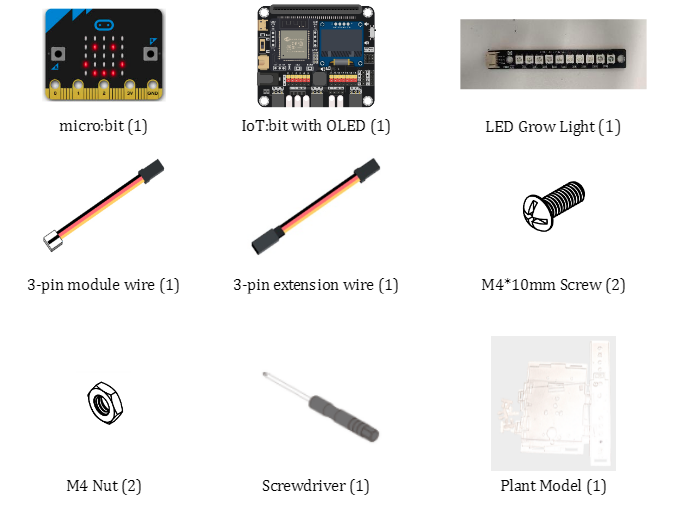 micro:bit (1)
IoT:bit with OLED (1)
LED Grow Light (1)
3-pin module wire (1)
3-pin extension wire (1)
M4*10mm Screw (2)
M4 Nut (2)
Screwdriver (1)
Plant Model (1)